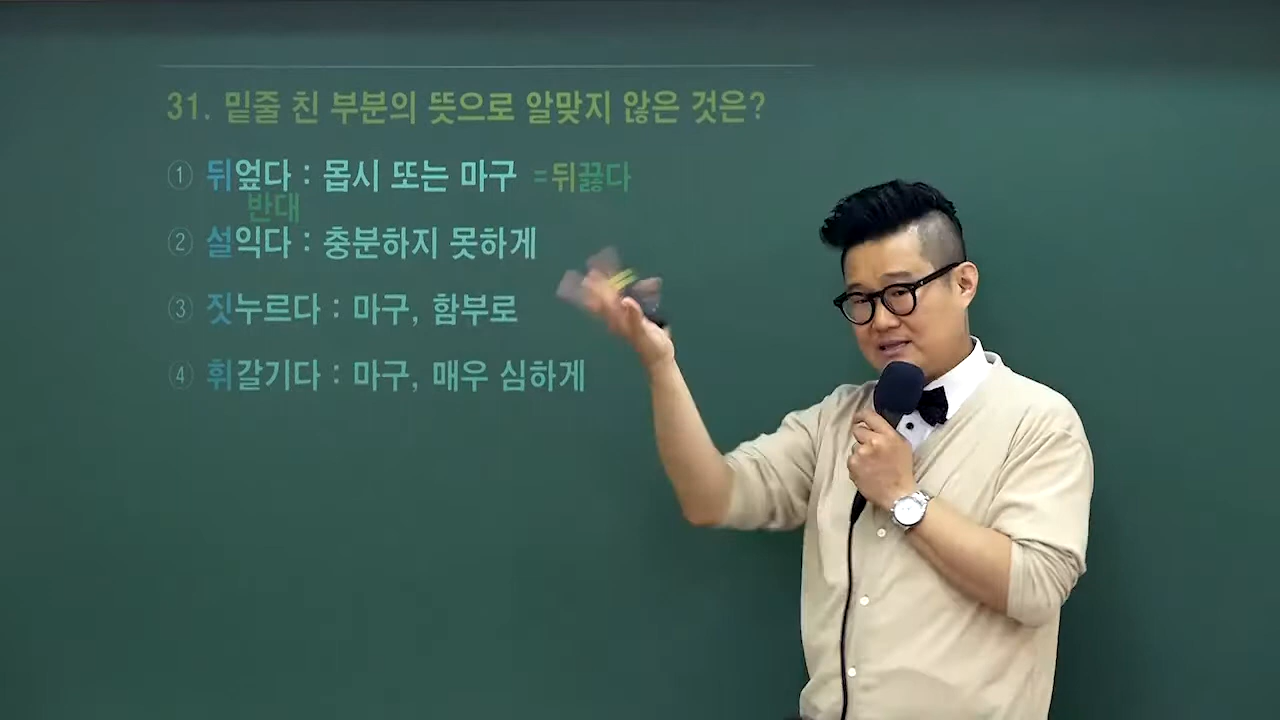 31. 밑줄 친 부분의 뜻으로 알맞지 않은 것은?
① 뒤엎다 : 몹시 또는 마구 =뒤끓다
반대
② 설익다 : 충분하지 못하게
③ 짓누르다 : 마구, 함부로
④ 휘갈기다 : 마구, 매우 심하게